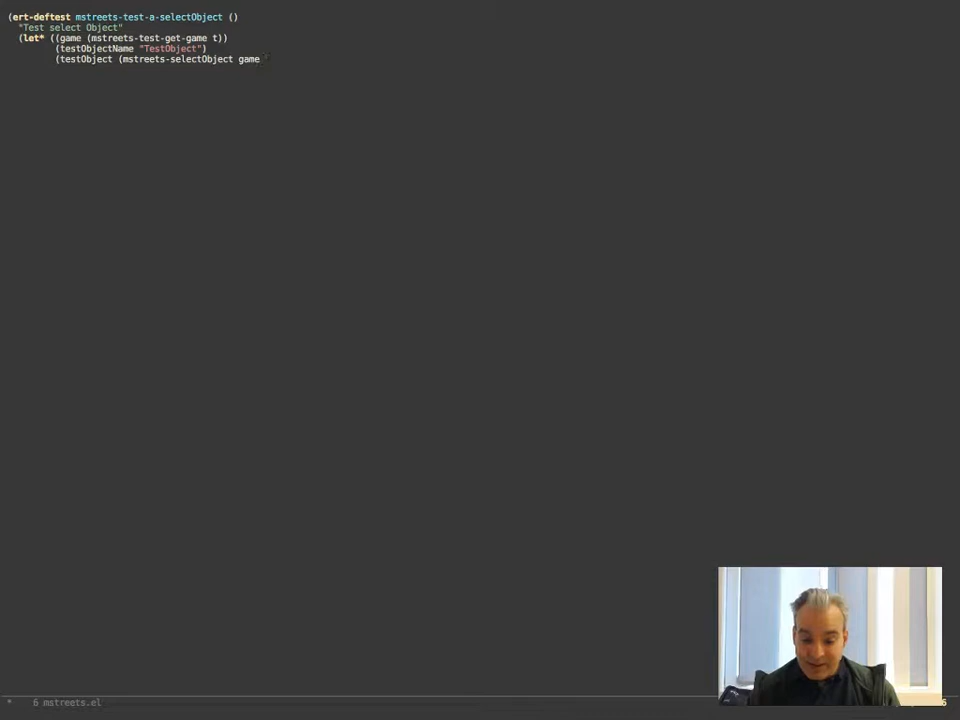 (ert-deftest mstreets-test-a-selectObject ()
"Test select Object"
(let* ((game (mstreets-test-get-game t))
(testObjectName "TestObject")
(testObject (mstreets-selectObject game
* 6 mstreets.el
6